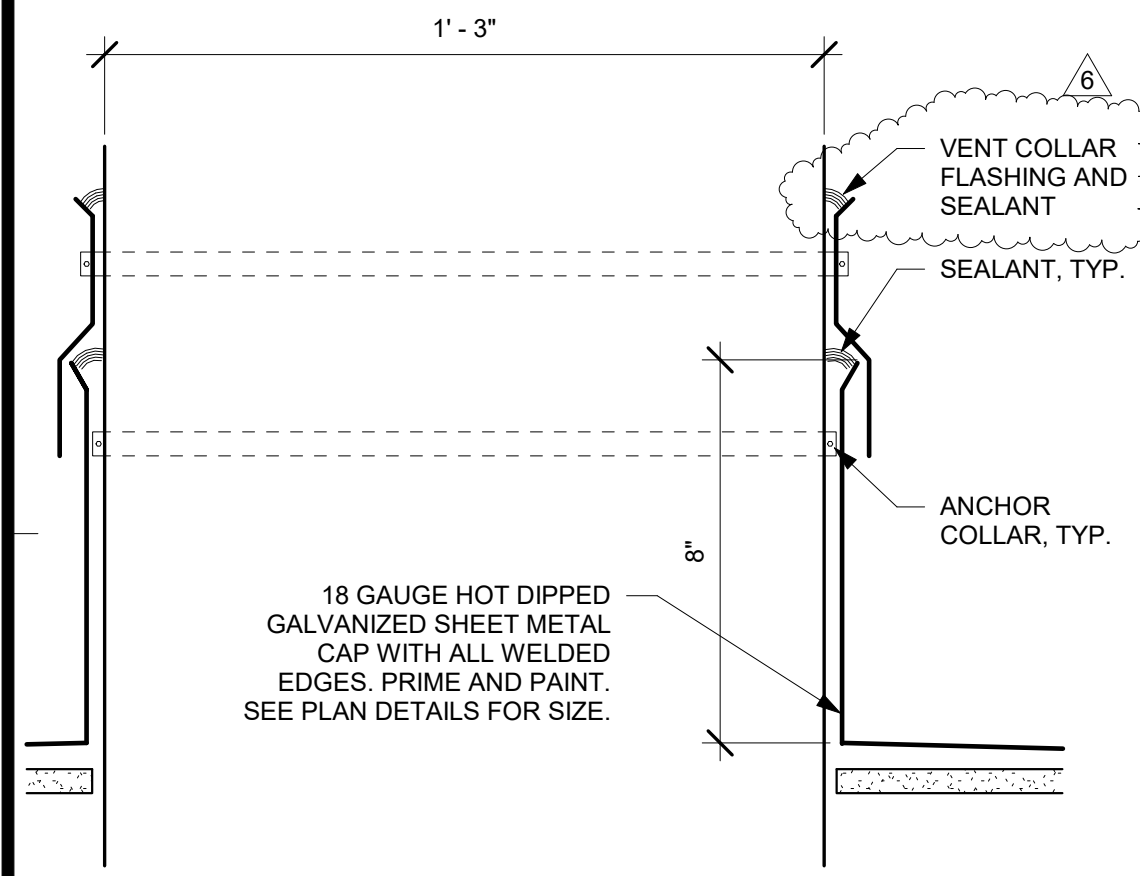 1' - 3"
6
VENT COLLAR
FLASHING AND
SEALANT
SEALANT, TYP.
ANCHOR
COLLAR, TYP.
8"
18 GAUGE HOT DIPPED
GALVANIZED SHEET METAL
CAP WITH ALL WELDED
EDGES. PRIME AND PAINT.
SEE PLAN DETAILS FOR SIZE.